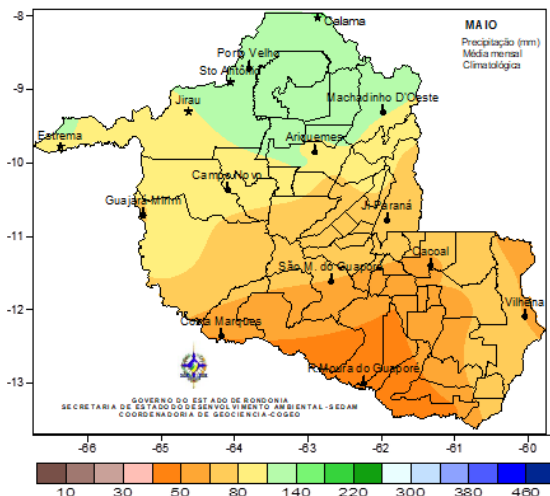 MAIO
Precipitação (mm)
Média mensal
Climatológica
Calama
Porto Velho
Sto Antônio
Machadinho D'Oeste
Jirau
Estrema
Ariquemes
Campo Novo
Guajará-Mirim
Ji-Paraná
Cacoal
São M. do Guaporé
Vilhena
Costa Marques
R.Moura do Guaporé
GOVERNO DO ESTADO DE RONDONIA
SECRETARIA DE ESTADO DO DESENVOLVIMENTO AMBIENTAL-SEDAM
COORDENADORIA DE GEOCIENCIA-COGEO
-8
-9
-10
-11
-12
-13
-66 -65 -64 -63 -62 -61 -60
10 30 50 80 140 220 300 380 460